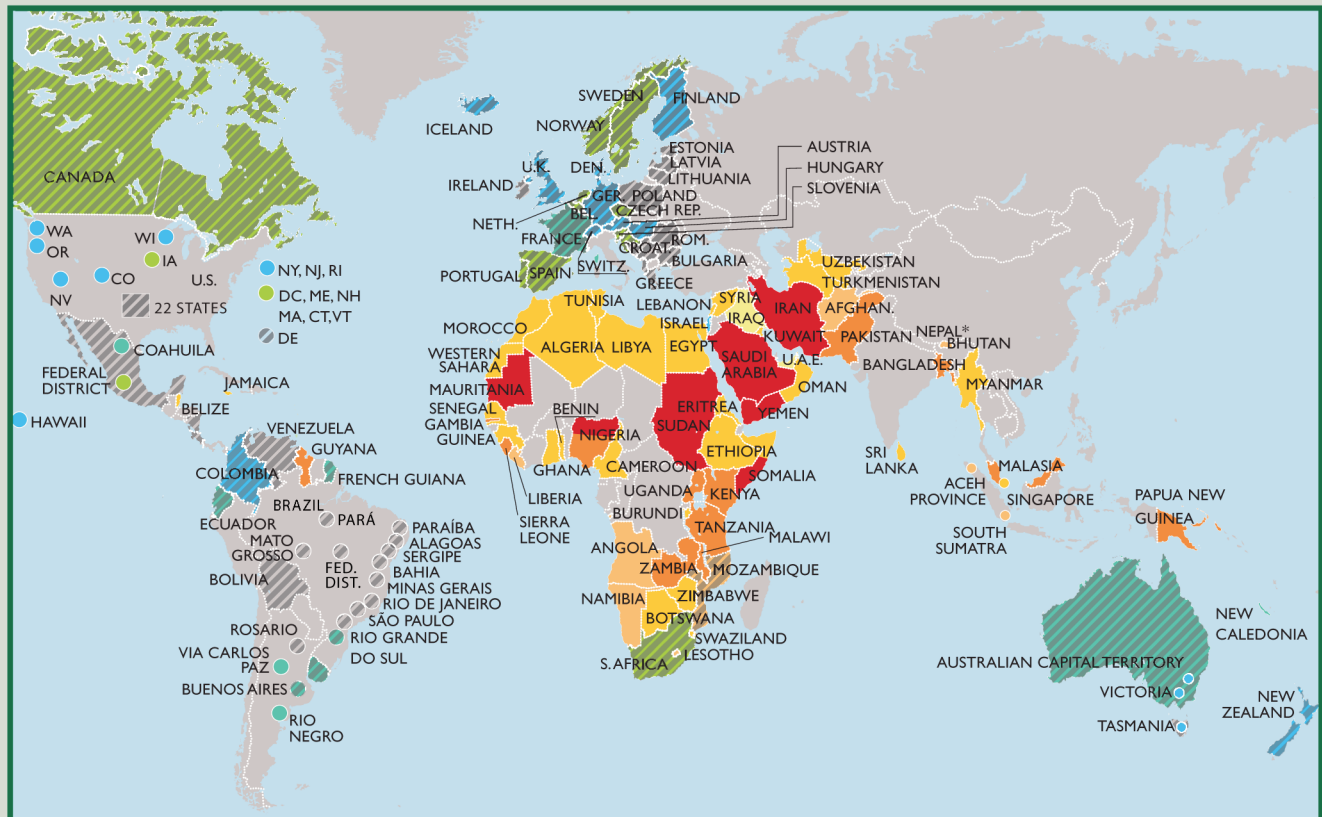 CANADA
ICELAND
SWEDEN
FINLAND
NORWAY
ESTONIA
LATVIA
LITHUANIA
AUSTRIA
HUNGARY
SLOVENIA
U.K.
DEN.
IRELAND
GER.
POLAND
NETH.
BEL.
CZECH REP.
FRANCE
CROAT.
ROM.
BULGARIA
SWITZ.
PORTUGAL
SPAIN
GREECE
WA
OR
WI
IA
NV
CO
U.S.
NY, NJ, RI
DC, ME, NH
MA, CT, VT
DE
22 STATES
COAHUILA
FEDERAL
DISTRICT
JAMAICA
BELIZE
HAWAII
VENEZUELA
GUYANA
COLOMBIA
FRENCH GUIANA
ECUADOR
BRAZIL
PARÁ
MATO
GROSSO
FED.
DIST.
PARAÍBA
ALAGOAS
SERGIPE
BAHIA
MINAS GERAIS
RIO DE JANEIRO
SÃO PAULO
RIO GRANDE
DO SUL
BOLIVIA
ROSARIO
VIA CARLOS
PAZ
BUENOS AIRES
RIO
NEGRO
TUNISIA
MOROCCO
ALGERIA
LIBYA
EGYPT
WESTERN
SAHARA
MAURITANIA
SENEGAL
GAMBIA
GUINEA
BENIN
NIGERIA
GHANA
CAMEROON
LIBERIA
SIERRA
LEONE
LEBANON
SYRIA
ISRAEL
IRAQ
IRAN
KUWAIT
SAUDI
ARABIA
U.A.E.
OMAN
YEMEN
ERITREA
SUDAN
ETHIOPIA
SOMALIA
UGANDA
KENYA
BURUNDI
TANZANIA
MALAWI
ANGOLA
ZAMBIA
MOZAMBIQUE
NAMIBIA
ZIMBABWE
BOTSWANA
SWAZILAND
LESOTHO
S. AFRICA
UZBEKISTAN
TURKMENISTAN
AFGHAN.
PAKISTAN
NEPAL*
BHUTAN
BANGLADESH
MYANMAR
SRI
LANKA
ACEH
PROVINCE
MALASIA
SINGAPORE
SOUTH
SUMATRA
PAPUA NEW
GUINEA
NEW
CALEDONIA
AUSTRALIAN CAPITAL TERRITORY
VICTORIA
TASMANIA
NEW
ZEALAND